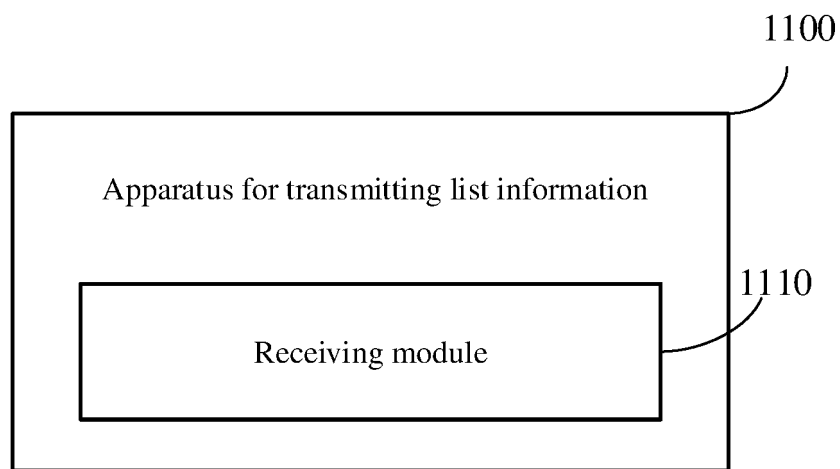 1100
Apparatus for transmitting list information
1110
Receiving module